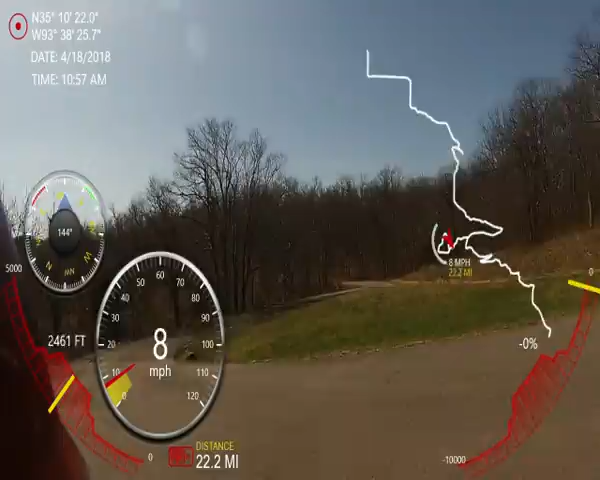 N35° 10' 22.0"
W93° 38' 25.7"
DATE: 4/18/2018
TIME: 10:57 AM
144°
NW
5000
0
8 MPH
22.2 MI
2461 FT
0
10
20
30
40
50
60
70
80
90
100
110
120
8
mph
-0%
0
-10000
DISTANCE
22.2 MI